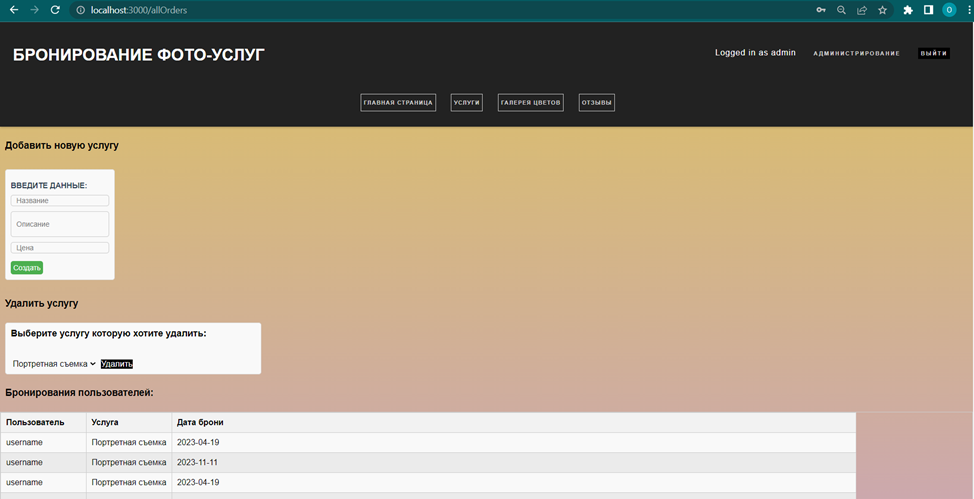 localhost:3000/allOrders
O
БРОНИРОВАНИЕ ФОТО-УСЛУГ
Logged in as admin АДМИНИСТРИРОВАНИЕ ВЫЙТИ
ГЛАВНАЯ СТРАНИЦА УСЛУГИ ГАЛЕРЕЯ ЦВЕТОВ ОТЗЫВЫ
Добавить новую услугу
ВВЕДИТЕ ДАННЫЕ:
Название
Описание
Цена
Создать
Удалить услугу
Выберите услугу которую хотите удалить:
Портретная съемка Удалить
Бронирования пользователей:
Пользователь Услуга Дата брони
username Портретная съемка 2023-04-19
username Портретная съемка 2023-11-11
username Портретная съемка 2023-04-19